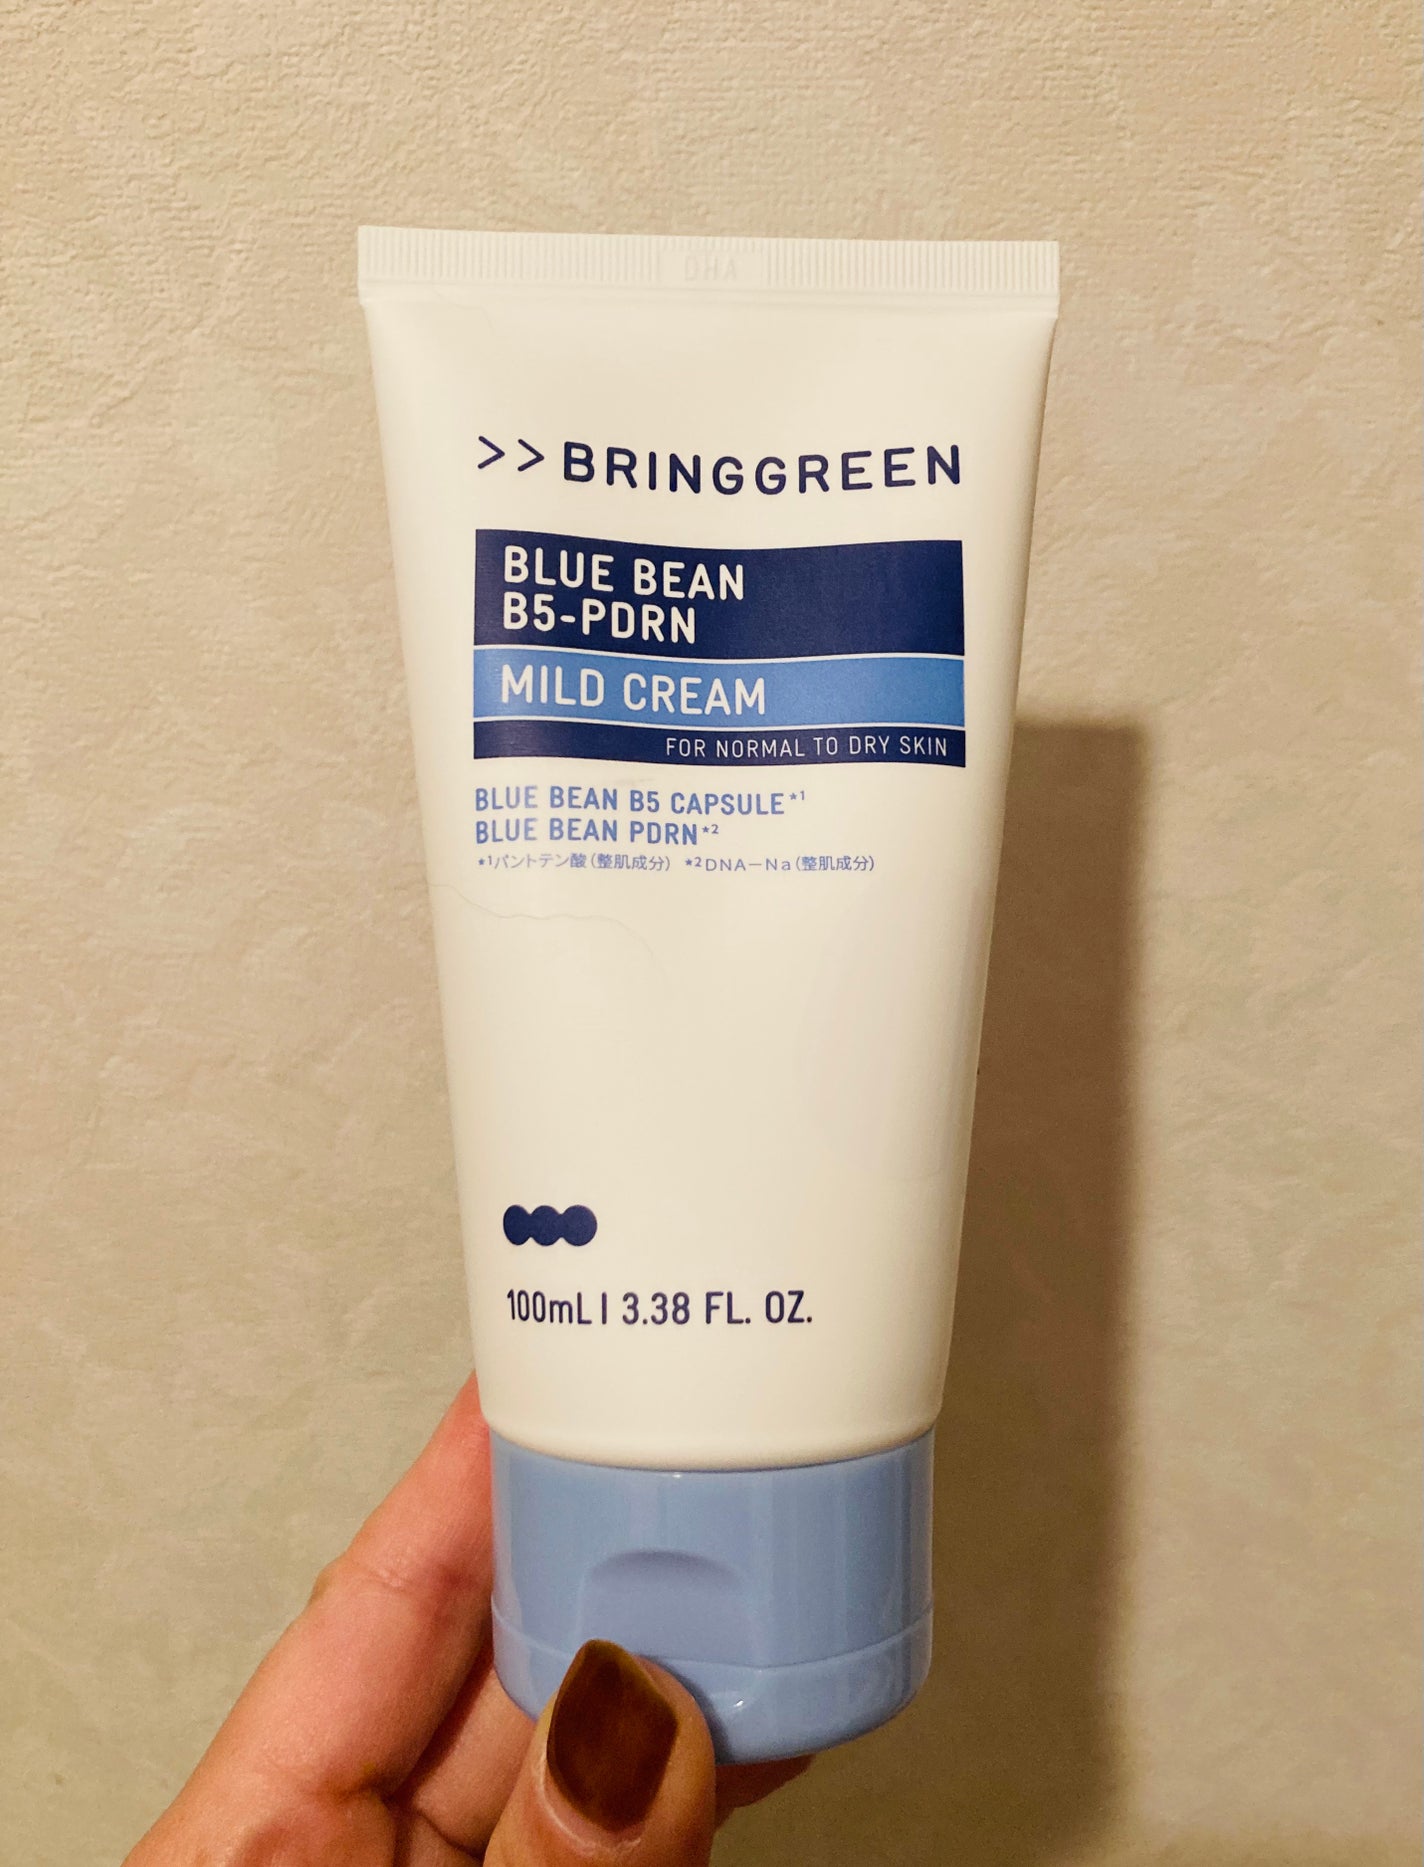 >>BRINGGREEN
BLUE BEAN
B5-PDRN
MILD CREAM
FOR NORMAL TO DRY SKIN
BLUE BEAN B5 CAPSULE*1
BLUE BEAN PDRN*2
*1パントテン酸（整肌成分） *2DNA－Na（整肌成分）
100mL | 3.38 FL. OZ.